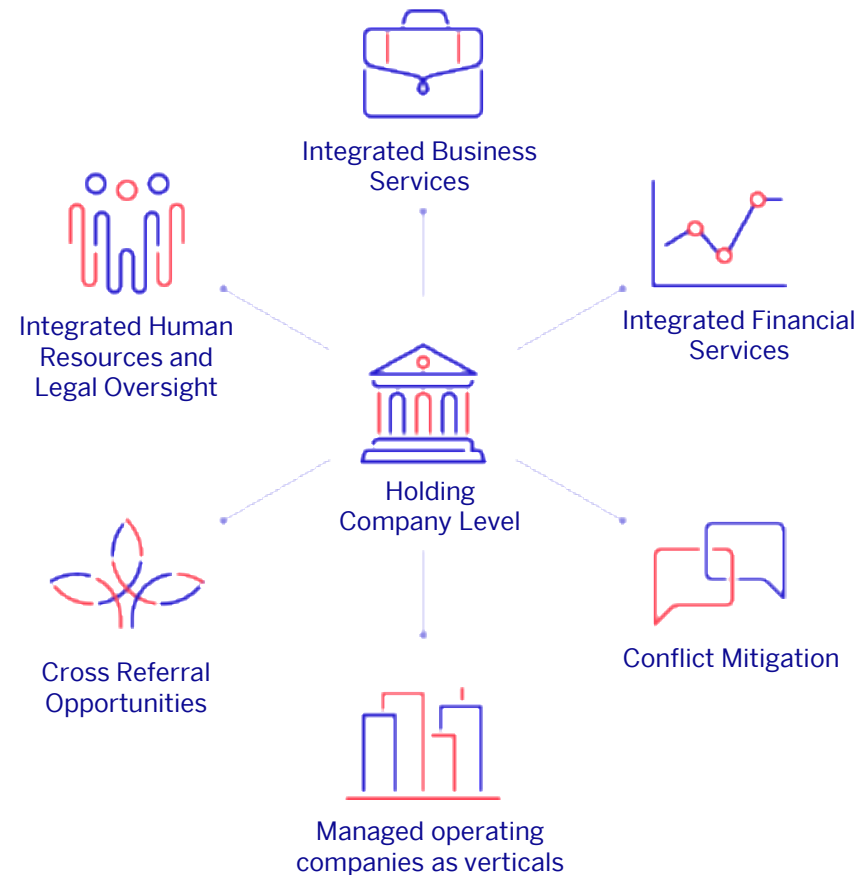 Integrated Business
Services
Integrated Human
Resources and
Legal Oversight
Integrated Financial
Services
Holding
Company Level
Cross Referral
Opportunities
Conflict Mitigation
Managed operating
companies as verticals